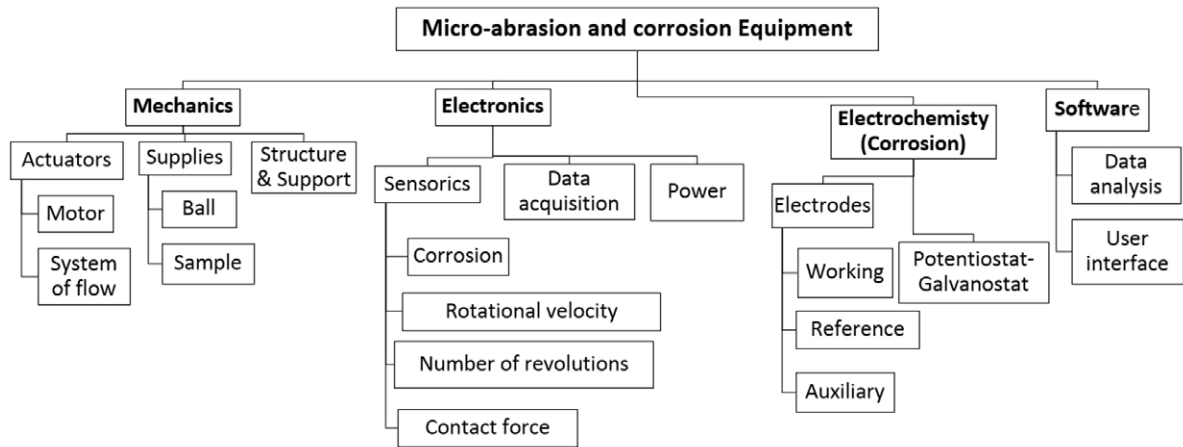 Micro-abrasion and corrosion Equipment
Mechanics
Actuators
Motor
System
of flow
Supplies
Ball
Sample
Structure
& Support
Electronics
Sensorics
Corrosion
Rotational velocity
Number of revolutions
Contact force
Data
acquisition
Power
Electrochemisty
(Corrosion)
Electrodes
Working
Reference
Auxiliary
Potentiostat-
Galvanostat
Software
Data
analysis
User
interface